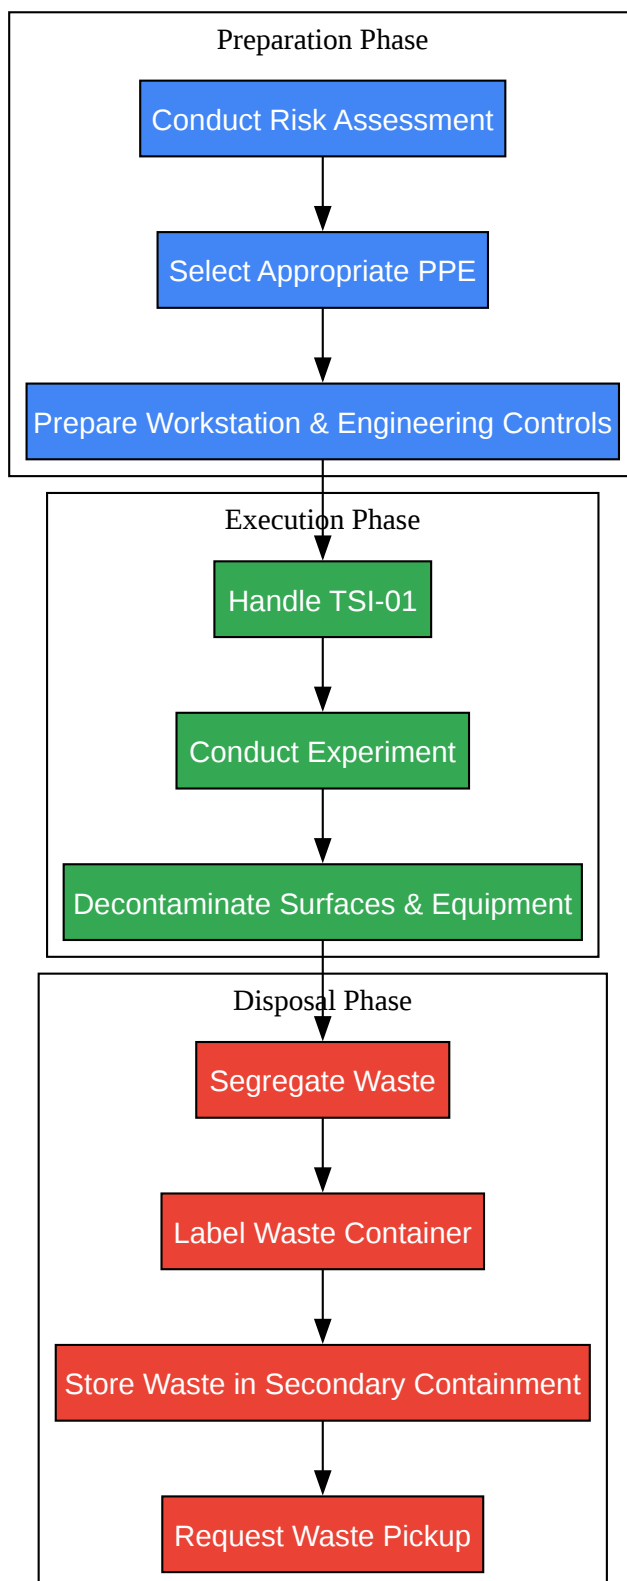 Preparation Phase
Conduct Risk Assessment
Select Appropriate PPE
Prepare Workstation & Engineering Controls
Execution Phase
Handle TSI-01
Conduct Experiment
Decontaminate Surfaces & Equipment
Disposal Phase
Segregate Waste
Label Waste Container
Store Waste in Secondary Containment
Request Waste Pickup